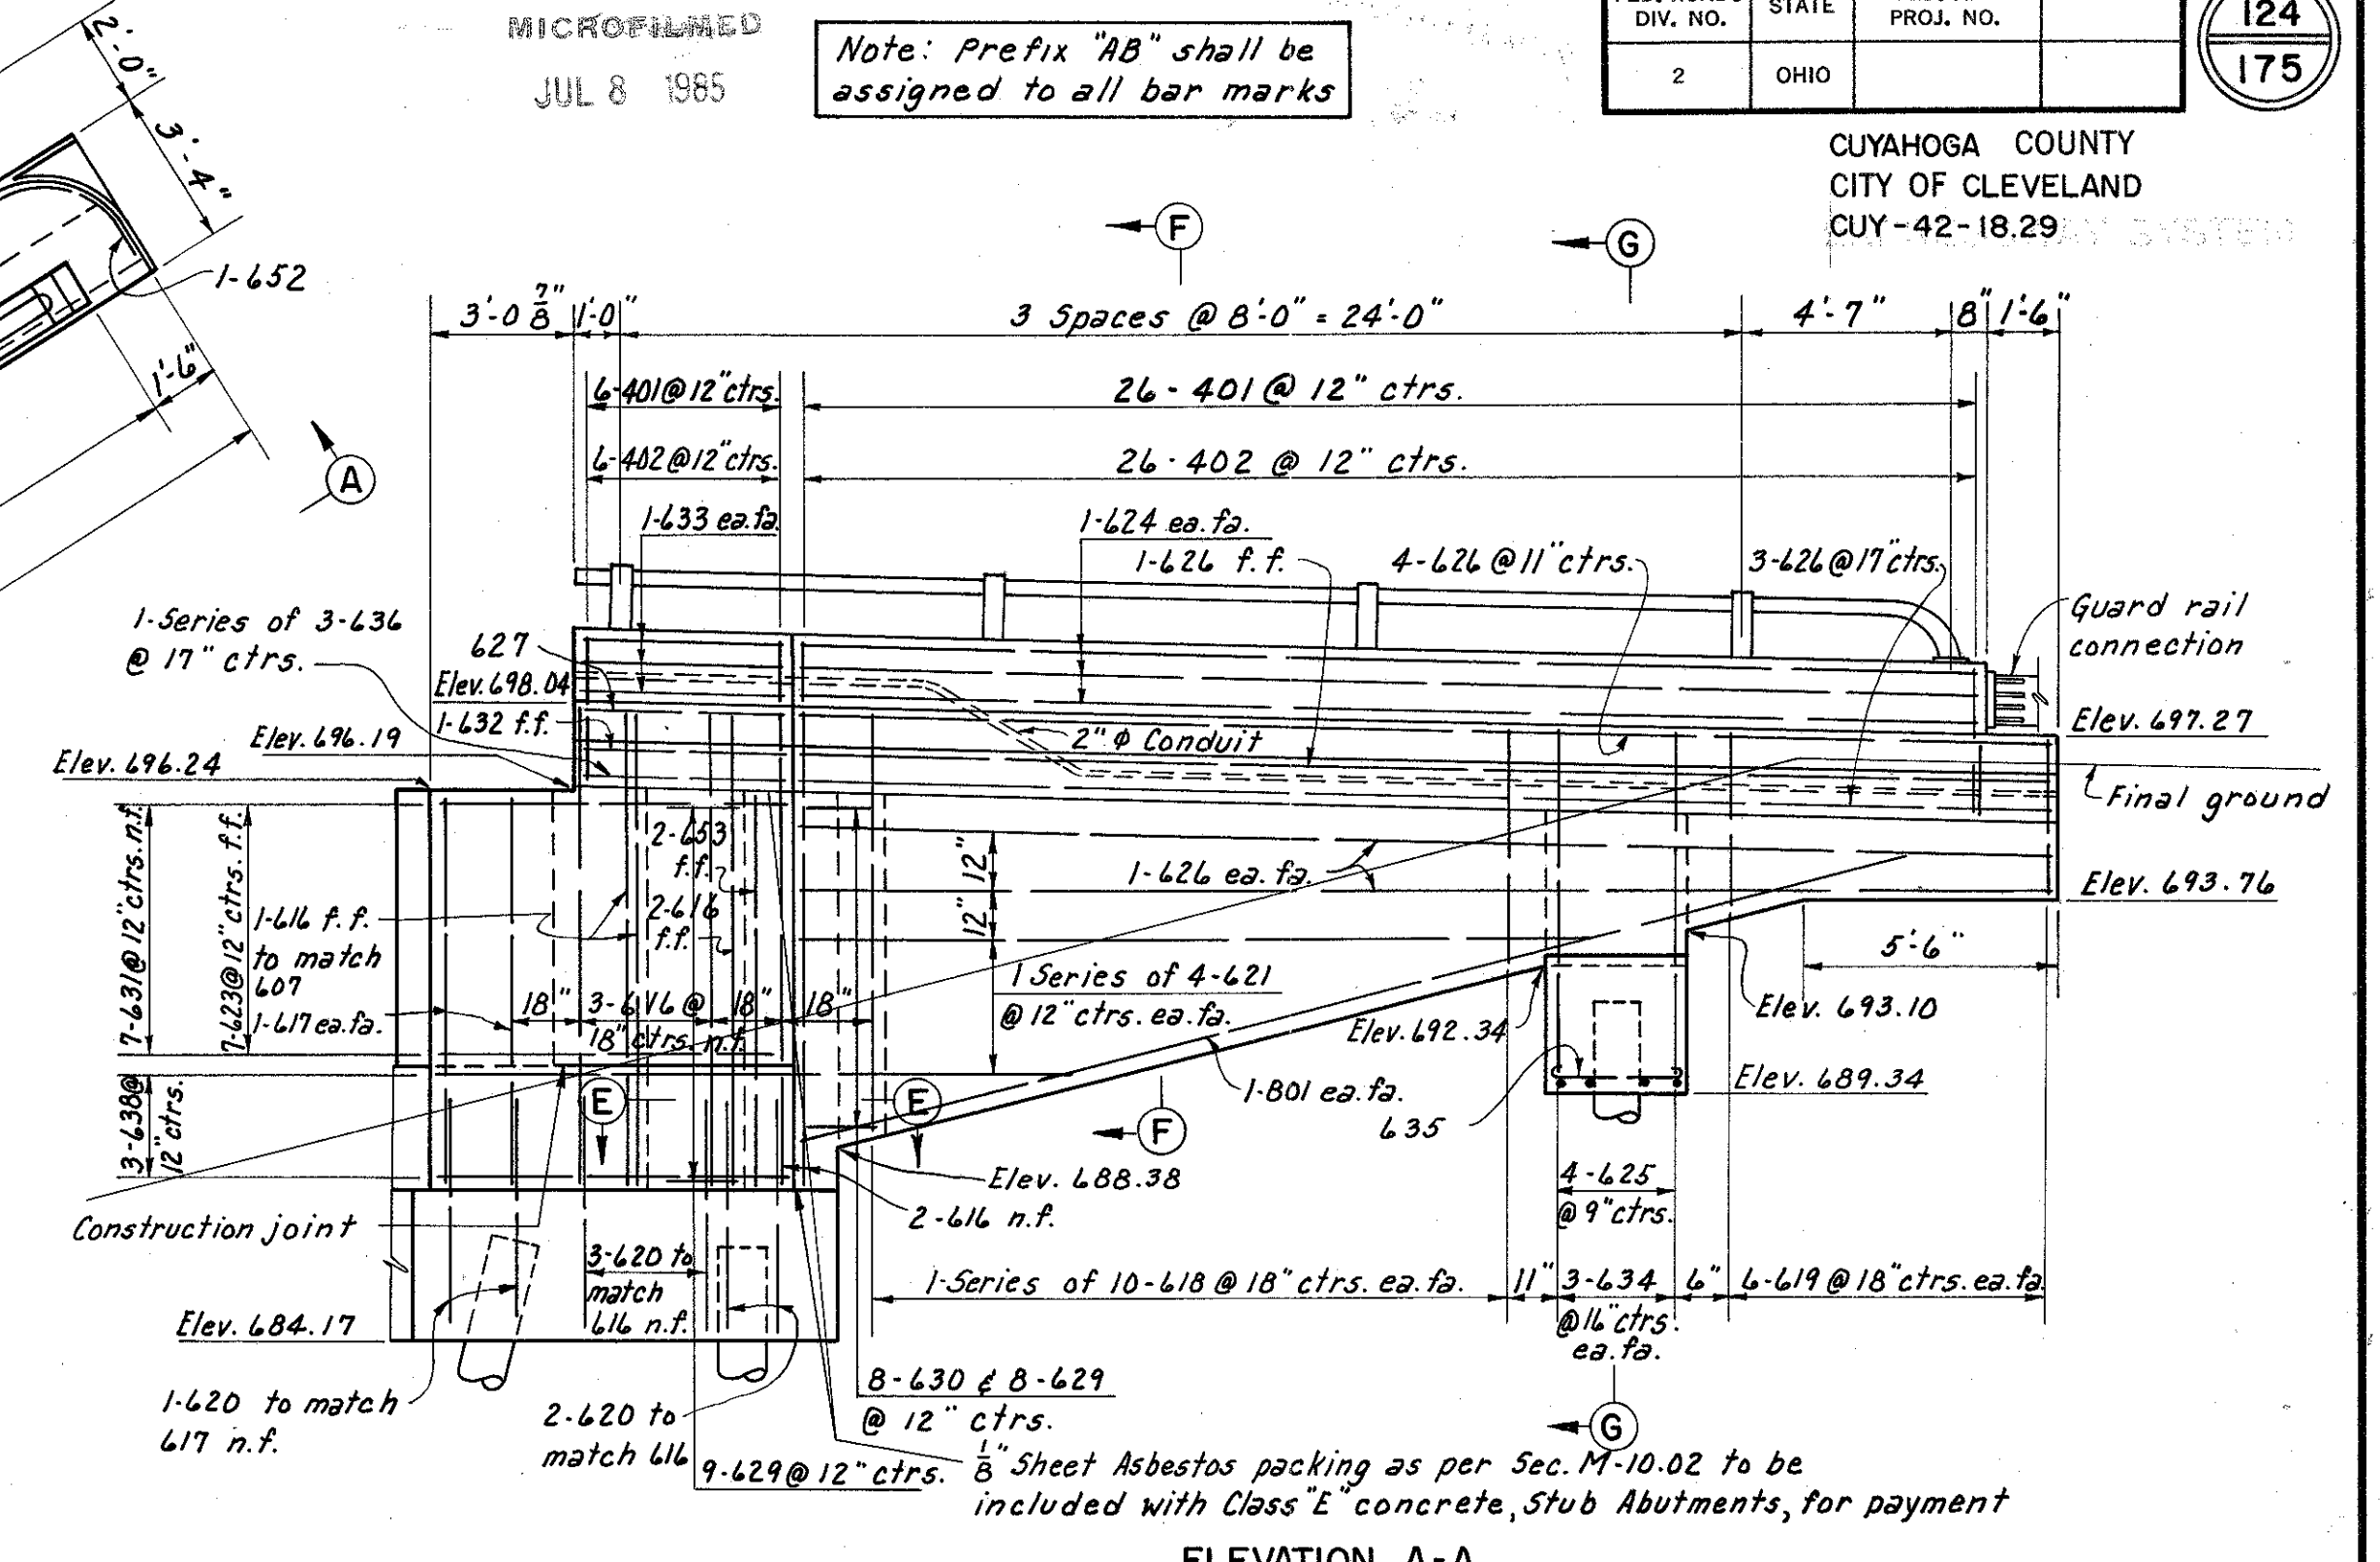 MICROFILMED
JUL 8 1985
Note: Prefix "AB" shall be
assigned to all bar marks
DIV. NO.
STATE
PROJ. NO.
2
OHIO
124
175
CUYAHOGA COUNTY
CITY OF CLEVELAND
CUY-42-18.29
2'-0"
3'-4"
1-652
1'-6"
A
F
G
3'-0 7/8"
1'-0"
3 Spaces @ 8'-0" = 24'-0"
4'-7"
8"
1'-6"
6-401@12"ctrs.
26-401 @ 12" ctrs.
6-402@12"ctrs.
26-402 @ 12" ctrs.
1-633 ea.fa.
1-624 ea.fa.
1-626 f.f.
4-626 @ 11"ctrs.
3-626@17"ctrs.
Guard rail
connection
1-Series of 3-636
@ 17" ctrs.
627
Elev. 698.04
1-632 f.f.
Elev. 696.19
Elev. 696.24
2" Φ Conduit
Elev. 697.27
Final ground
7-631@12"ctrs.n.f.
7-623@12"ctrs. f.f.
2-653
f.f.
2-616
f.f.
12"
12"
1-626 ea.fa.
Elev. 693.76
1-616 f.f.
to match
607
1-617 ea.fa.
18"
3-616@
18"ctrs. n.f.
18"
18"
1 Series of 4-621
@ 12"ctrs. ea.fa.
5'-6"
Elev. 692.34
Elev. 693.10
3-638@
12"ctrs.
E
E
F
1-801 ea.fa.
635
Elev. 689.34
Elev. 688.38
2-616 n.f.
4-625
@ 9"ctrs.
Construction joint
3-620 to
match
616 n.f.
1-Series of 10-618 @ 18" ctrs. ea.fa.
11"
3-634
@16"ctrs.
ea.fa.
6"
6-619 @ 18"ctrs. ea.fa.
Elev. 684.17
1-620 to match
617 n.f.
2-620 to
match 616
8-630 & 8-629
@ 12" ctrs.
G
9-629@12"ctrs.
1/8" Sheet Asbestos packing as per Sec. M-10.02 to be
included with Class "E" concrete, Stub Abutments, for payment
ELEVATION A-A